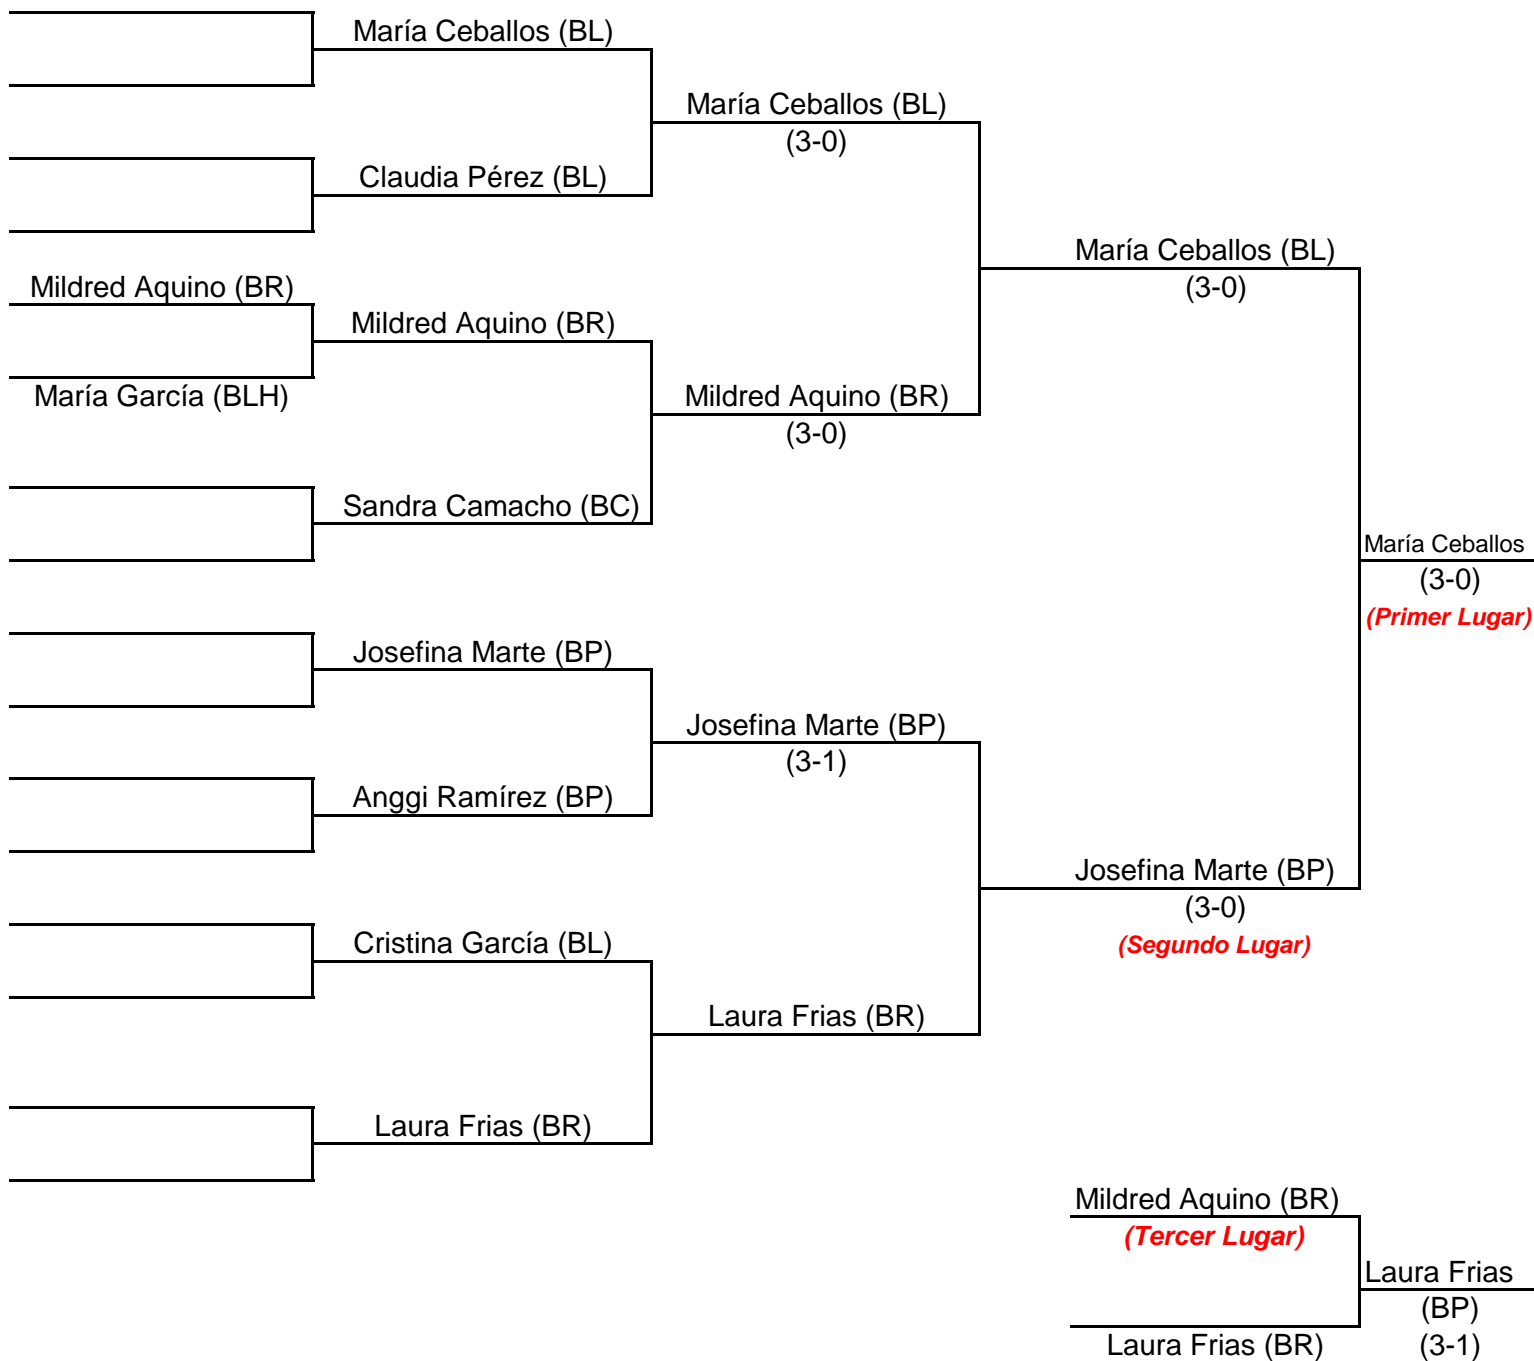 María Ceballos (BL)
María Ceballos (BL)
(3-0)
Claudia Pérez (BL)
María Ceballos (BL)
(3-0)
Mildred Aquino (BR)
Mildred Aquino (BR)
María García (BLH)
Mildred Aquino (BR)
(3-0)
Sandra Camacho (BC)
María Ceballos
(3-0)
(Primer Lugar)
Josefina Marte (BP)
Josefina Marte (BP)
(3-1)
Anggi Ramírez (BP)
Josefina Marte (BP)
(3-0)
(Segundo Lugar)
Cristina García (BL)
Laura Frias (BR)
Laura Frias (BR)
Mildred Aquino (BR)
(Tercer Lugar)
Laura Frias
(BP)
(3-1)
Laura Frias (BR)